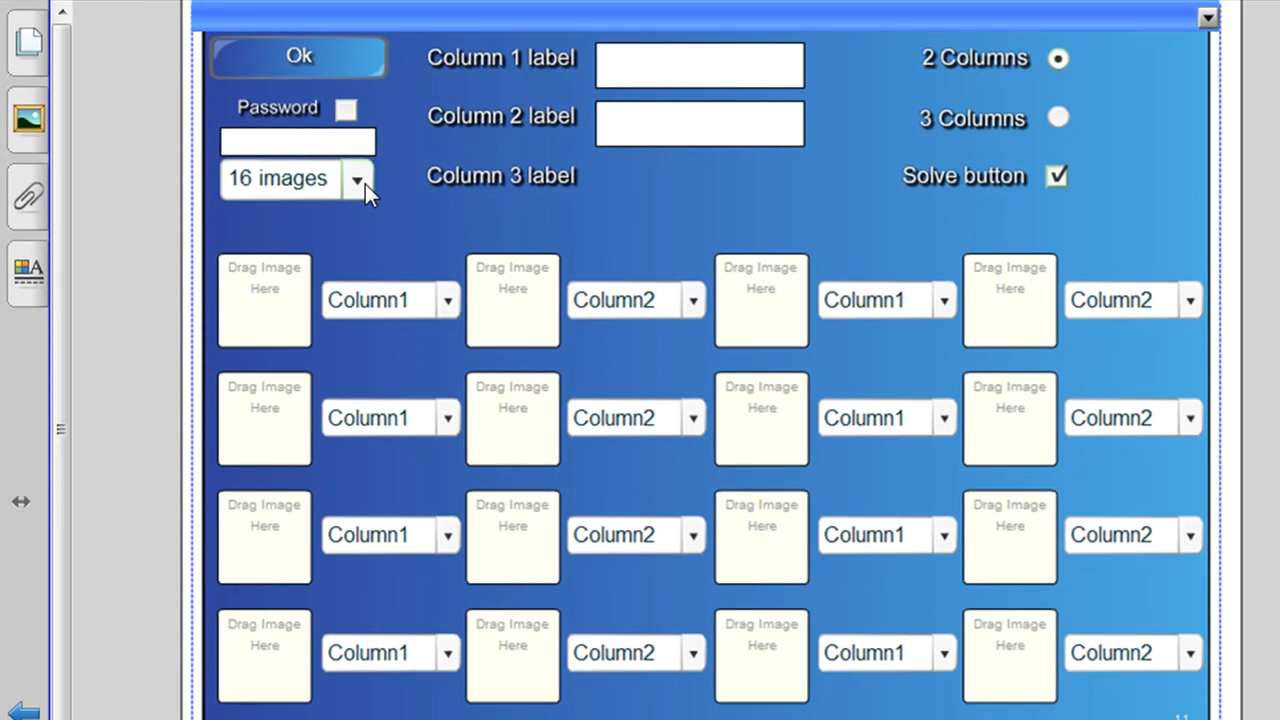 Ok
Column 1 label
2 Columns
Password
Column 2 label
3 Columns
16 images
Column 3 label
Solve button
Drag Image
Here
Column1
Drag Image
Here
Column2
Drag Image
Here
Column1
Drag Image
Here
Column2
Drag Image
Here
Column1
Drag Image
Here
Column2
Drag Image
Here
Column1
Drag Image
Here
Column2
Drag Image
Here
Column1
Drag Image
Here
Column2
Drag Image
Here
Column1
Drag Image
Here
Column2
Drag Image
Here
Column1
Drag Image
Here
Column2
Drag Image
Here
Column1
Drag Image
Here
Column2